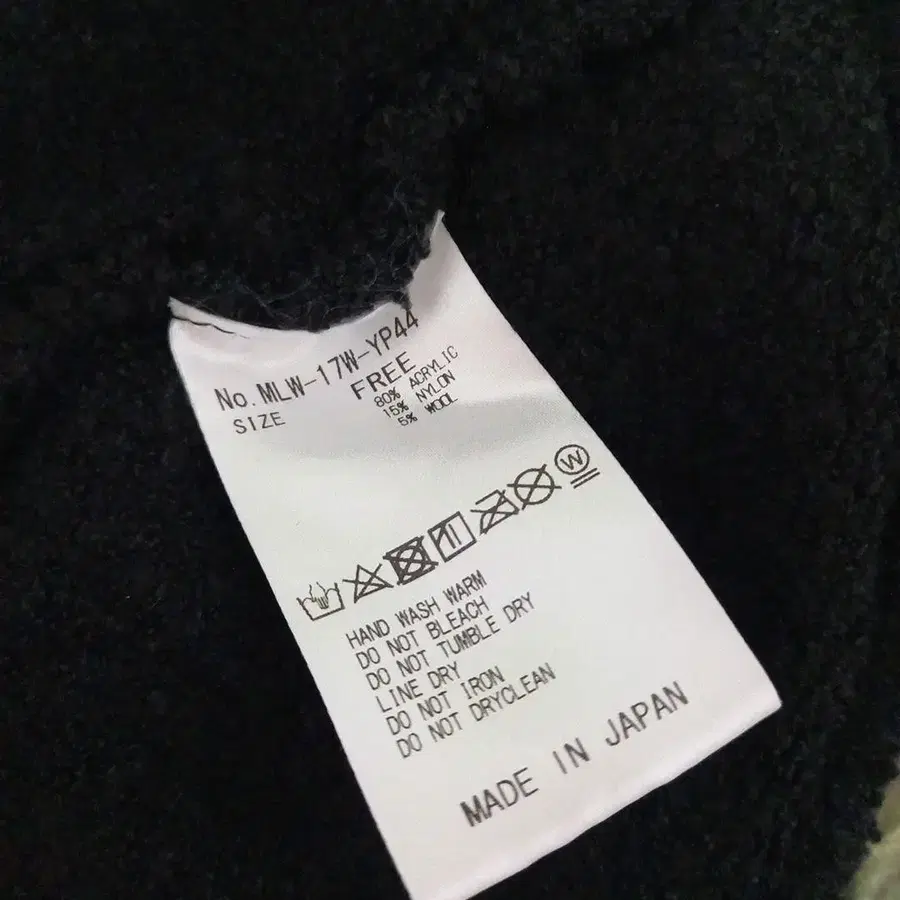 No. MLW-17W-YP44
SIZE FREE
80% ACRYLIC
15% NYLON
5% WOOL
W
HAND WASH WARM
DO NOT BLEACH
DO NOT TUMBLE DRY
LINE DRY
DO NOT IRON
DO NOT DRYCLEAN
MADE IN JAPAN